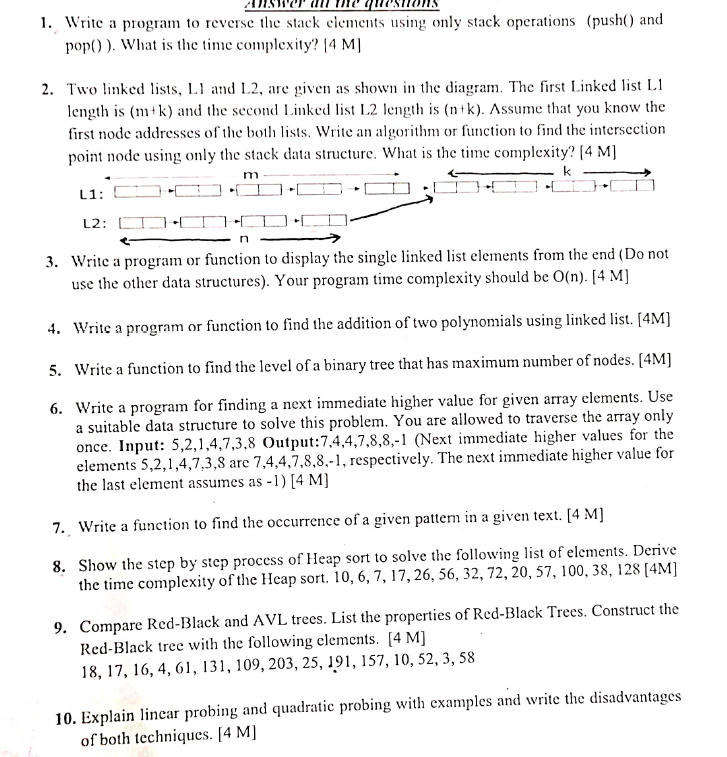 Answer all the questions
1. Write a program to reverse the stack elements using only stack operations (push() and
pop() ). What is the time complexity? [4 M]
2. Two linked lists, L1 and L2, are given as shown in the diagram. The first Linked list L1
length is (m+k) and the second Linked list L2 length is (n+k). Assume that you know the
first node addresses of the both lists. Write an algorithm or function to find the intersection
point node using only the stack data structure. What is the time complexity? [4 M]
m k
L1:
L2:
n
3. Write a program or function to display the single linked list elements from the end (Do not
use the other data structures). Your program time complexity should be O(n). [4 M]
4. Write a program or function to find the addition of two polynomials using linked list. [4M]
5. Write a function to find the level of a binary tree that has maximum number of nodes. [4M]
6. Write a program for finding a next immediate higher value for given array elements. Use
a suitable data structure to solve this problem. You are allowed to traverse the array only
once. Input: 5,2,1,4,7,3,8 Output:7,4,4,7,8,8,-1 (Next immediate higher values for the
elements 5,2,1,4,7,3,8 are 7,4,4,7,8,8,-1, respectively. The next immediate higher value for
the last element assumes as -1) [4 M]
7. Write a function to find the occurrence of a given pattern in a given text. [4 M]
8. Show the step by step process of Heap sort to solve the following list of elements. Derive
the time complexity of the Heap sort. 10, 6, 7, 17, 26, 56, 32, 72, 20, 57, 100, 38, 128 [4M]
9. Compare Red-Black and AVL trees. List the properties of Red-Black Trees. Construct the
Red-Black tree with the following elements. [4 M]
18, 17, 16, 4, 61, 131, 109, 203, 25, 191, 157, 10, 52, 3, 58
10. Explain linear probing and quadratic probing with examples and write the disadvantages
of both techniques. [4 M]